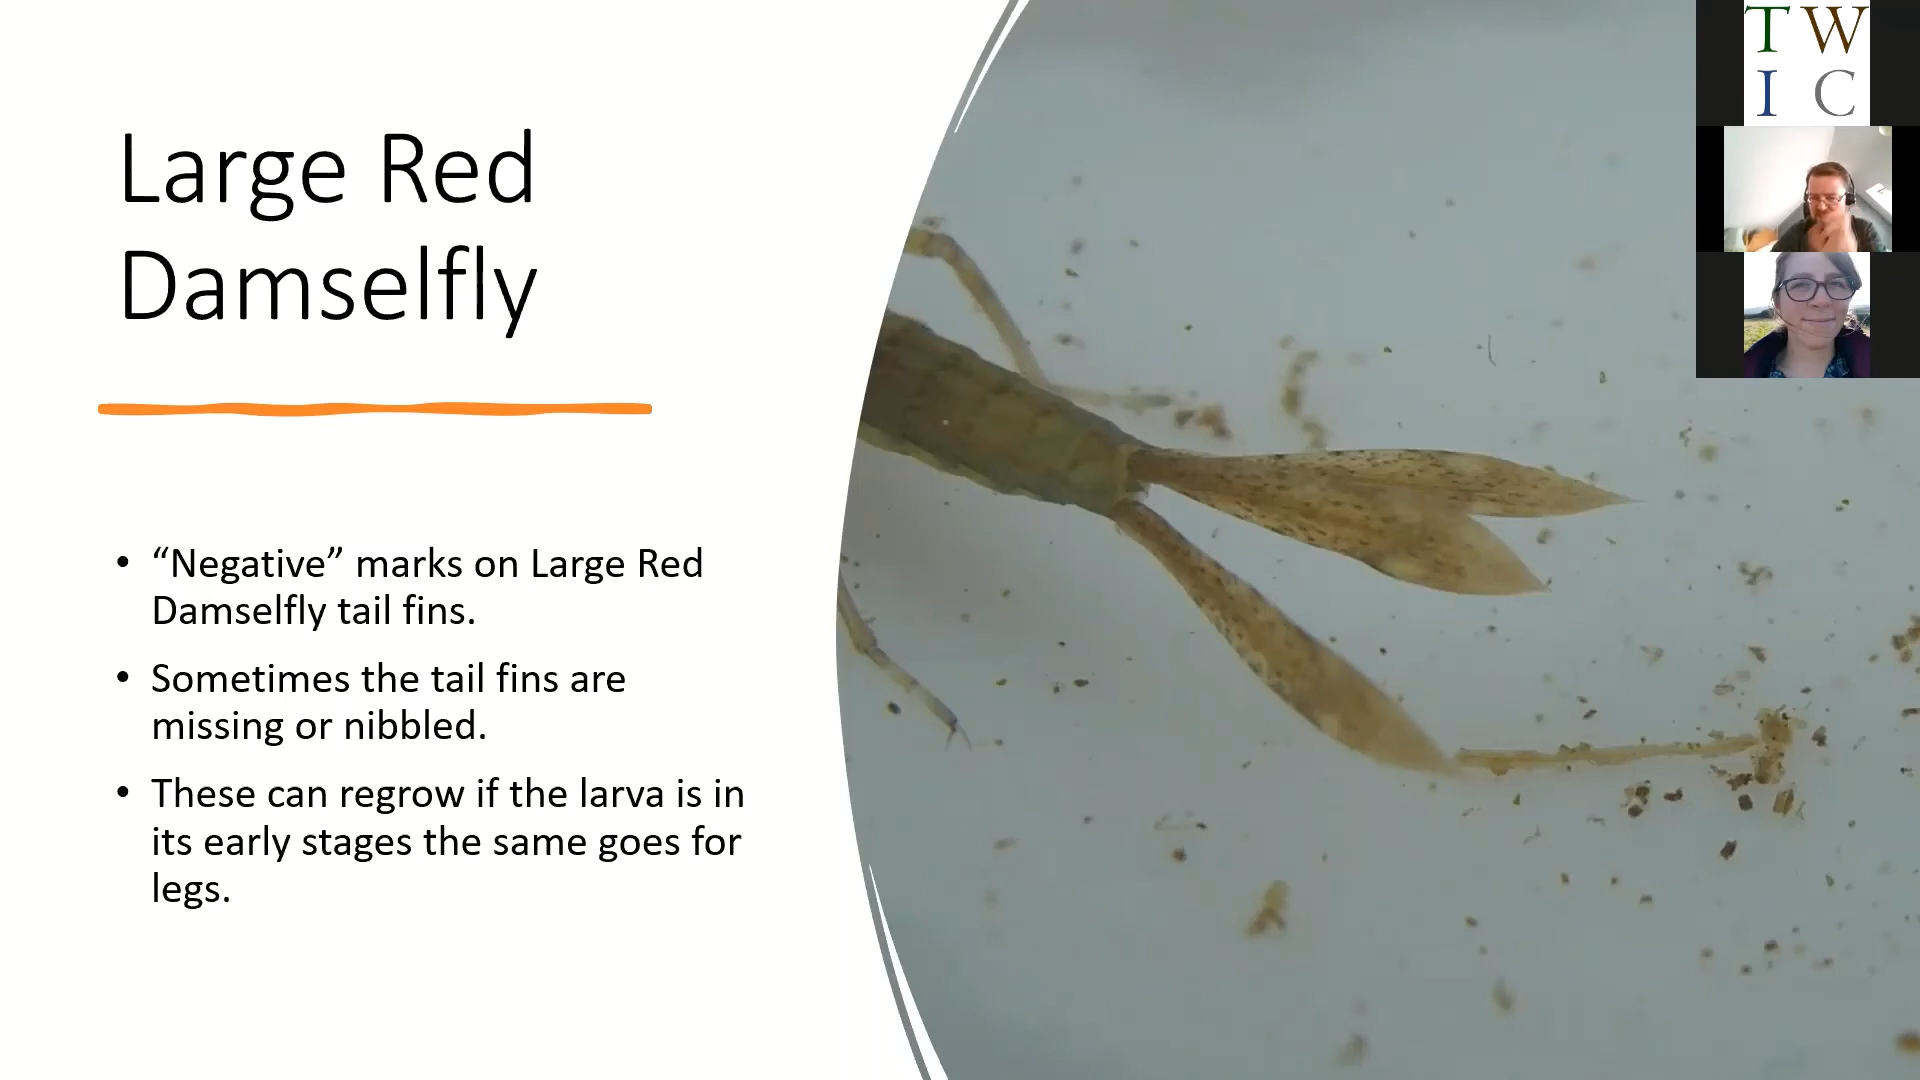 Large Red
Damselfly
• “Negative” marks on Large Red
Damselfly tail fins.
• Sometimes the tail fins are
missing or nibbled.
• These can regrow if the larva is in
its early stages the same goes for
legs.
T W
I C